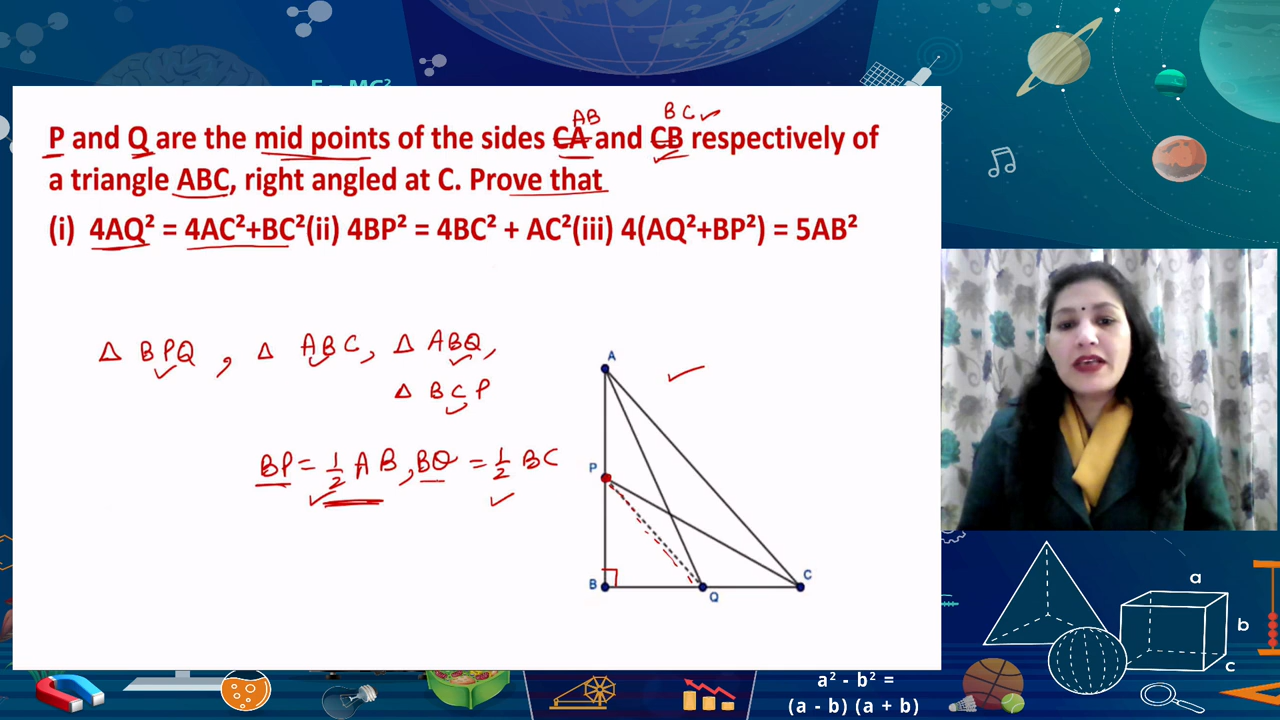 E = MC²
AB
BC
P and Q are the mid points of the sides CA and CB respectively of
a triangle ABC, right angled at C. Prove that
(i) 4AQ² = 4AC²+BC²(ii) 4BP² = 4BC² + AC²(iii) 4(AQ²+BP²) = 5AB²
Δ BPQ, Δ ABC, Δ ABQ,
Δ BCP
BP = 1/2 AB, BQ = 1/2 BC
A
P
B
Q
C
a
b
c
a² - b² =
(a - b) (a + b)